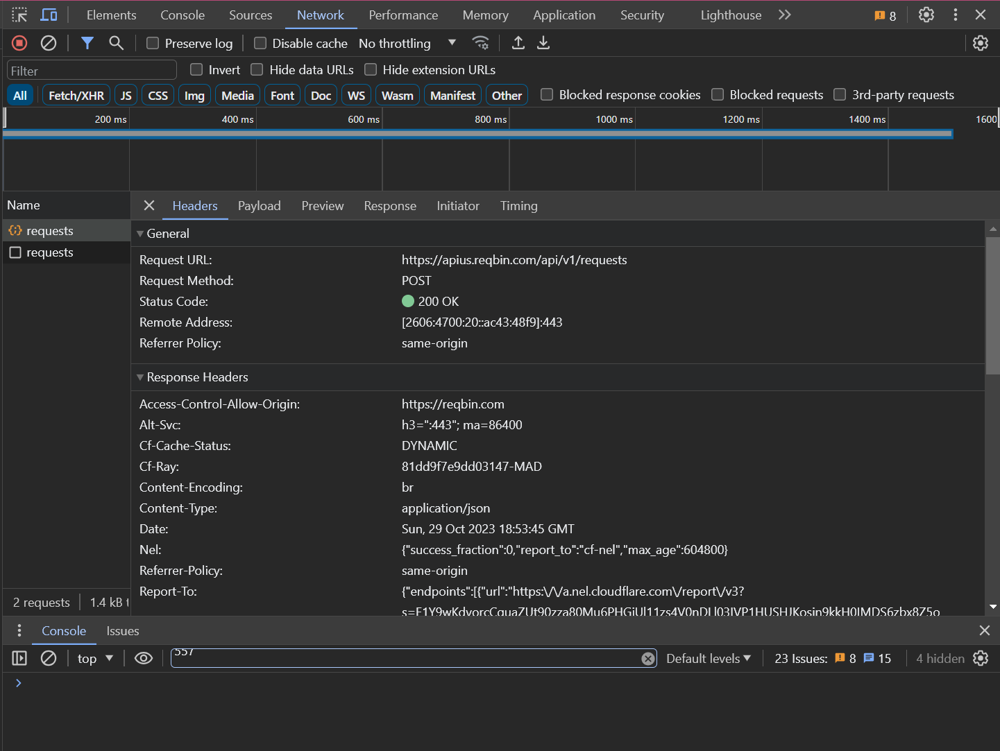 Elements Console Sources Network Performance Memory Application Security Lighthouse 8
Preserve log Disable cache No throttling
Filter Invert Hide data URLs Hide extension URLs
All Fetch/XHR JS CSS Img Media Font Doc WS Wasm Manifest Other Blocked response cookies Blocked requests 3rd-party requests
200 ms 400 ms 600 ms 800 ms 1000 ms 1200 ms 1400 ms 1600
Name
requests
requests
2 requests 1.4 kB t
Headers Payload Preview Response Initiator Timing
General
Request URL: https://apius.reqbin.com/api/v1/requests
Request Method: POST
Status Code: 200 OK
Remote Address: [2606:4700:20::ac43:48f9]:443
Referrer Policy: same-origin
Response Headers
Access-Control-Allow-Origin: https://reqbin.com
Alt-Svc: h3=":443"; ma=86400
Cf-Cache-Status: DYNAMIC
Cf-Ray: 81dd9f7e9dd03147-MAD
Content-Encoding: br
Content-Type: application/json
Date: Sun, 29 Oct 2023 18:53:45 GMT
Nel: {"success_fraction":0,"report_to":"cf-nel","max_age":604800}
Referrer-Policy: same-origin
Report-To: {"endpoints":[{"url":"https:\/\/a.nel.cloudflare.com\/report\/v3?
Console Issues
top 557 Default levels 23 Issues: 8 15 4 hidden